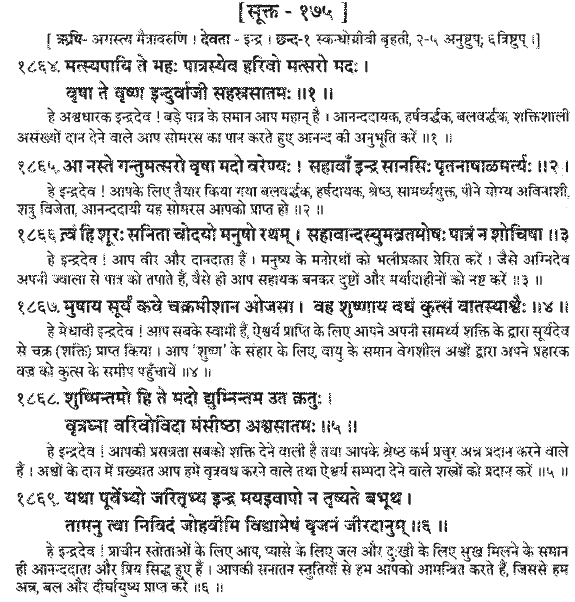 [ सूक्त - १७५ ]
[ ऋषि- अगस्त्य मैत्रावरुणि । देवता - इन्द्र । छन्द-१ स्कन्धोग्रीवी बृहती, २-५ अनुष्टुप्; ६ त्रिष्टुप् ।]
१८६४. मत्स्यपायि ते महः पात्रस्येव हरिवो मत्सरो मदः ।
वृषा ते वृष्ण इन्दुर्वाजी सहस्रसातमः ॥१ ॥
हे अश्वधारक इन्द्रदेव ! बड़े पात्र के समान आप महान् हैं । आनन्ददायक, हर्षवर्द्धक, बलवर्द्धक, शक्तिशाली
असंख्यों दान देने वाले आप सोमरस का पान करते हुए आनन्द की अनुभूति करें ॥१ ॥
१८६५. आ नस्ते गन्तुमत्सरो वृषा मदो वरेण्यः । सहावाँ इन्द्र सानसिः पृतनाषाळमर्त्यः ॥२ ।
हे इन्द्रदेव ! आपके लिए तैयार किया गया बलवर्द्धक, हर्षदायक, श्रेष्ठ, सामर्थ्ययुक्त, पीने योग्य अविनाशी,
शत्रु विजेता, आनन्ददायी यह सोमरस आपको प्राप्त हो ॥२ ॥
१८६६ त्वं हि शूरः सनिता चोदयो मनुषो रथम् । सहावान्दस्युमव्रतमोषः पात्रं न शोचिषा ॥३
हे इन्द्रदेव ! आप वीर और दानदाता हैं । मनुष्य के मनोरथों को भलीप्रकार प्रेरित करें । जैसे अग्निदेव
अपनी ज्वाला से पात्र को तपाते हैं, वैसे ही आप सहायक बनकर दुष्टों और मर्यादाहीनों को नष्ट करें ॥३ ॥
१८६७. मुषाय सूर्यं कवे चक्रमीशान ओजसा । वह शुष्णाय वधं कुत्सं वातस्याश्वैः ॥४ ॥
हे मेधावी इन्द्रदेव ! आप सबके स्वामी हैं, ऐश्वर्य प्राप्ति के लिए आपने अपनी सामर्थ्य शक्ति के द्वारा सूर्यदेव
से चक्र (शक्ति) प्राप्त किया । आप 'शुष्ण' के संहार के लिए, वायु के समान वेगशील अश्वों द्वारा अपने प्रहारक
वज्र को कुत्स के समीप पहुँचायें ॥४ ॥
१८६८. शुष्मिन्तमो हि ते मदो द्युम्निन्तम उत क्रतुः ।
वृत्रघ्ना वरिवोविदा मंसीष्ठा अश्वसातमः ॥५ ॥
हे इन्द्रदेव ! आपकी प्रसन्नता सबको शक्ति देने वाली है तथा आपके श्रेष्ठ कर्म प्रचुर अन्न प्रदान करने वाले
हैं । अश्वों के दान में प्रख्यात आप हमें वृत्रवध करने वाले तथा ऐश्वर्य सम्पदा देने वाले शस्त्रों को प्रदान करें ॥५ ॥
१८६९. यथा पूर्वेभ्यो जरितृभ्य इन्द्र मयइवापो न तृष्यते बभूथ ।
तामनु त्वा निविदं जोहवीमि विद्यामेषं वृजनं जीरदानुम् ॥६ ॥
हे इन्द्रदेव ! प्राचीन स्तोताओं के लिए आप, प्यासे के लिए जल और दुःखी के लिए सुख मिलने के समान
ही आनन्ददाता और प्रिय सिद्ध हुए हैं । आपकी सनातन स्तुतियों से हम आपको आमन्त्रित करते हैं, जिससे हम
अन्न, बल और दीर्घायुष्य प्राप्त करें ॥६ ॥